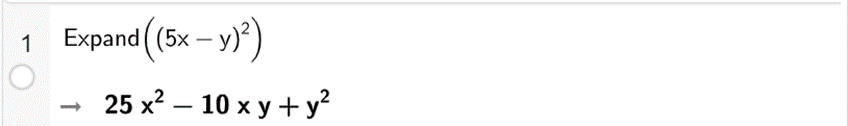 1 Expand((5x − y)²)
→ 25 x² − 10 x y + y²